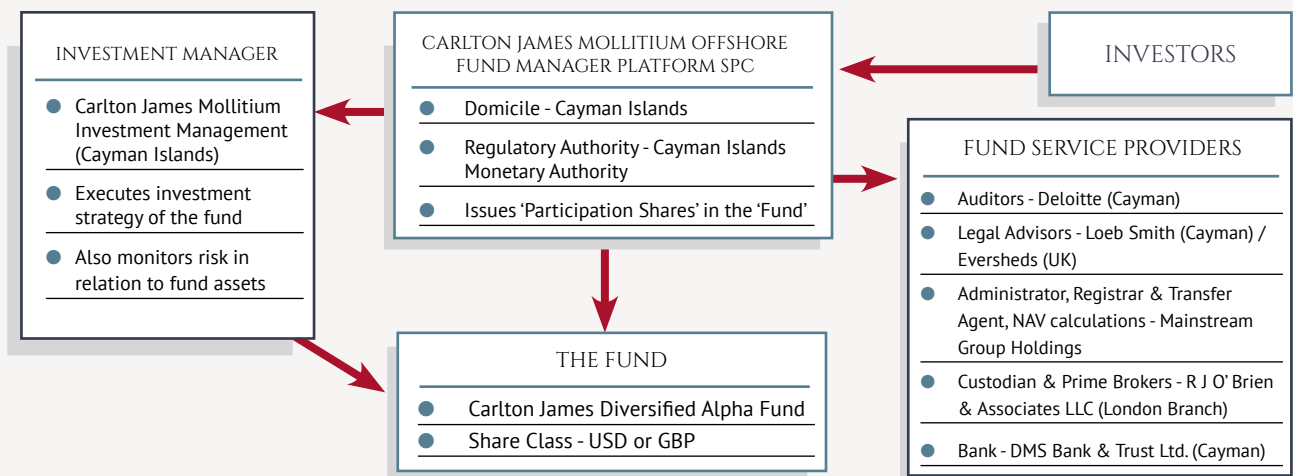 INVESTMENT MANAGER
Carlton James Mollitium
Investment Management
(Cayman Islands)
Executes investment
strategy of the fund
Also monitors risk in
relation to fund assets
CARLTON JAMES MOLLITIUM OFFSHORE
FUND MANAGER PLATFORM SPC
Domicile - Cayman Islands
Regulatory Authority - Cayman Islands
Monetary Authority
Issues ‘Participation Shares’ in the ‘Fund’
INVESTORS
FUND SERVICE PROVIDERS
Auditors - Deloitte (Cayman)
Legal Advisors - Loeb Smith (Cayman) /
Eversheds (UK)
Administrator, Registrar & Transfer
Agent, NAV calculations - Mainstream
Group Holdings
Custodian & Prime Brokers - R J O’ Brien
& Associates LLC (London Branch)
Bank - DMS Bank & Trust Ltd. (Cayman)
THE FUND
Carlton James Diversified Alpha Fund
Share Class - USD or GBP